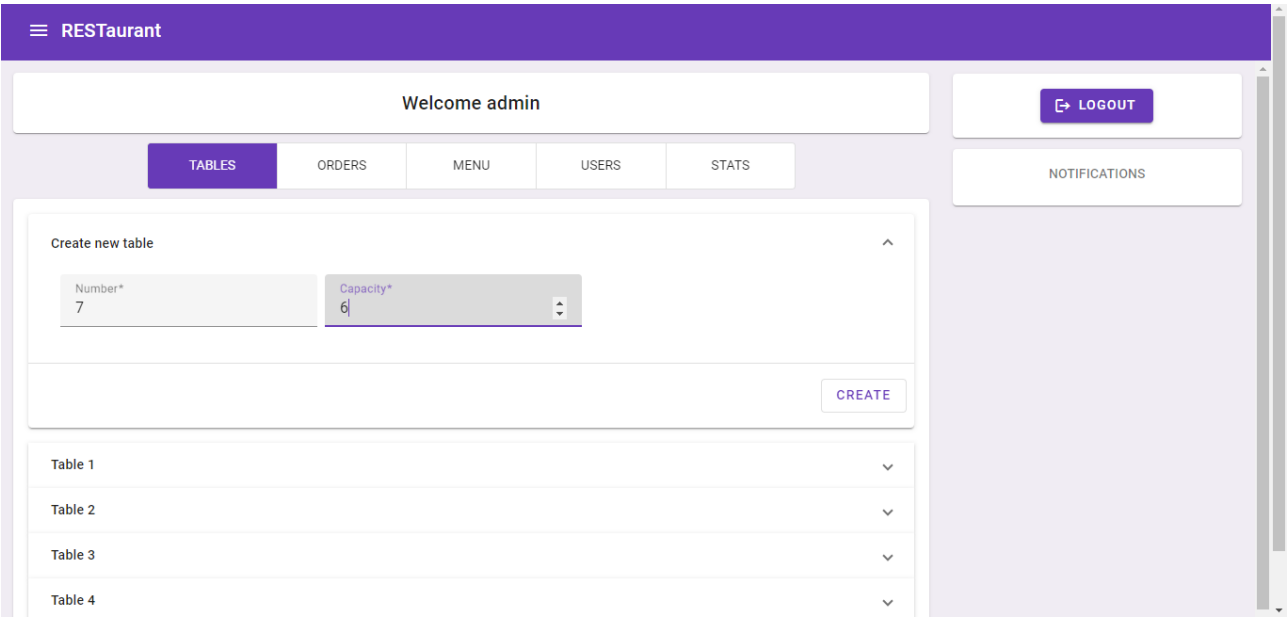 RESTaurant
Welcome admin
LOGOUT
TABLES ORDERS MENU USERS STATS
NOTIFICATIONS
Create new table
Number* Capacity*
7 6
CREATE
Table 1
Table 2
Table 3
Table 4